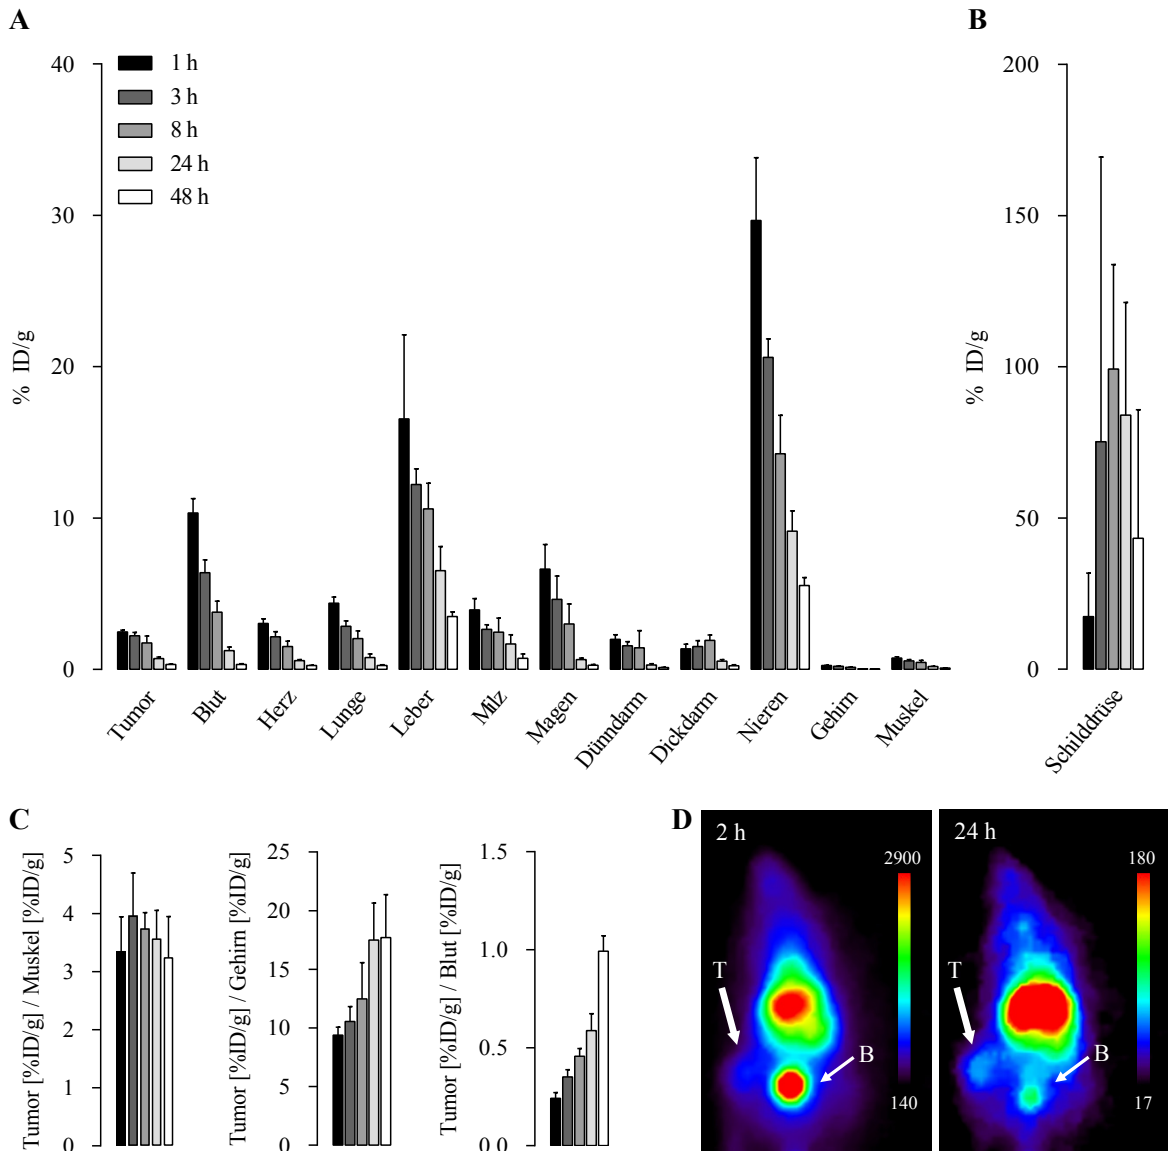 A
B
40
30
20
10
0
% ID/g
1 h
3 h
8 h
24 h
48 h
Tumor
Blut
Herz
Lunge
Leber
Milz
Magen
Dünndarm
Dickdarm
Nieren
Gehirn
Muskel
200
150
100
50
0
% ID/g
Schilddrüse
C
Tumor [%ID/g] / Muskel [%ID/g]
5
4
3
2
1
0
Tumor [%ID/g] / Gehirn [%ID/g]
25
20
15
10
5
0
Tumor [%ID/g] / Blut [%ID/g]
1.5
1.0
0.5
0.0
D
2 h
2900
T
B
140
24 h
180
T
B
17